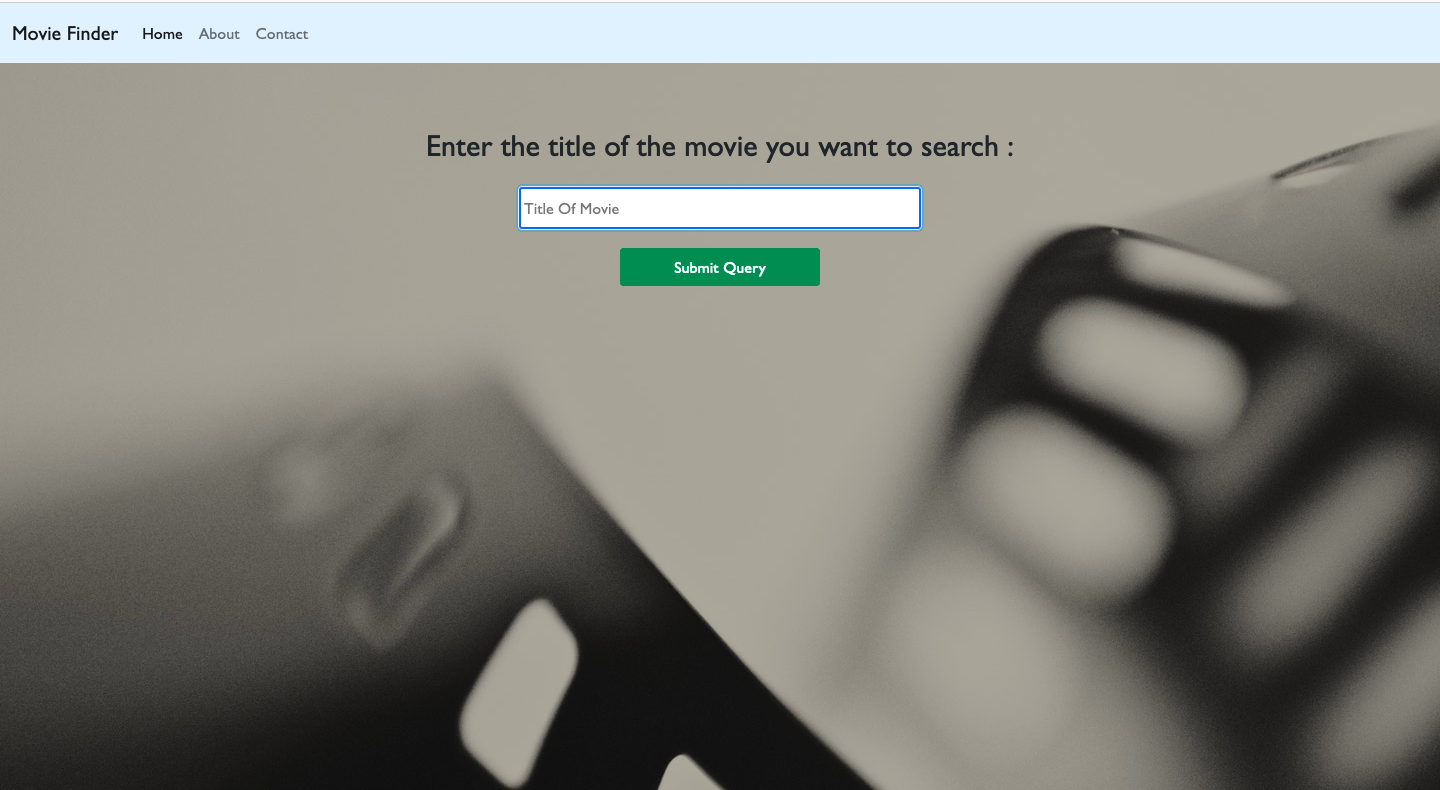 Movie Finder Home About Contact
Enter the title of the movie you want to search :
Title Of Movie
Submit Query